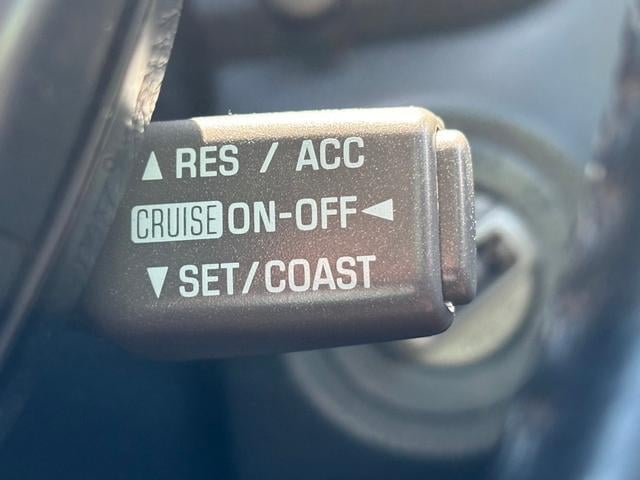 ▲ RES / ACC
CRUISE ON-OFF ◀
▼ SET/COAST